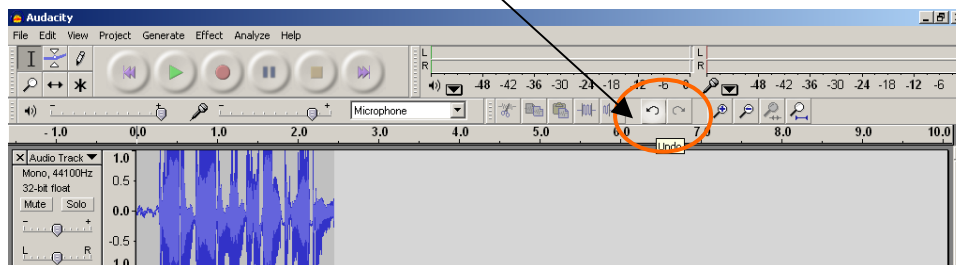 Audacity
File Edit View Project Generate Effect Analyze Help
L
R
-48 -42 -36 -30 -24 -18 -12 -6 0
L
R
-48 -42 -36 -30 -24 -18 -12 -6
- + - + Microphone
- 1.0 0.0 1.0 2.0 3.0 4.0 5.0 6.0 7.0 8.0 9.0 10.0
Audio Track 1.0
Mono, 44100Hz
32-bit float 0.5
Mute Solo
- + 0.0
-0.5
L R
1.0
Undo